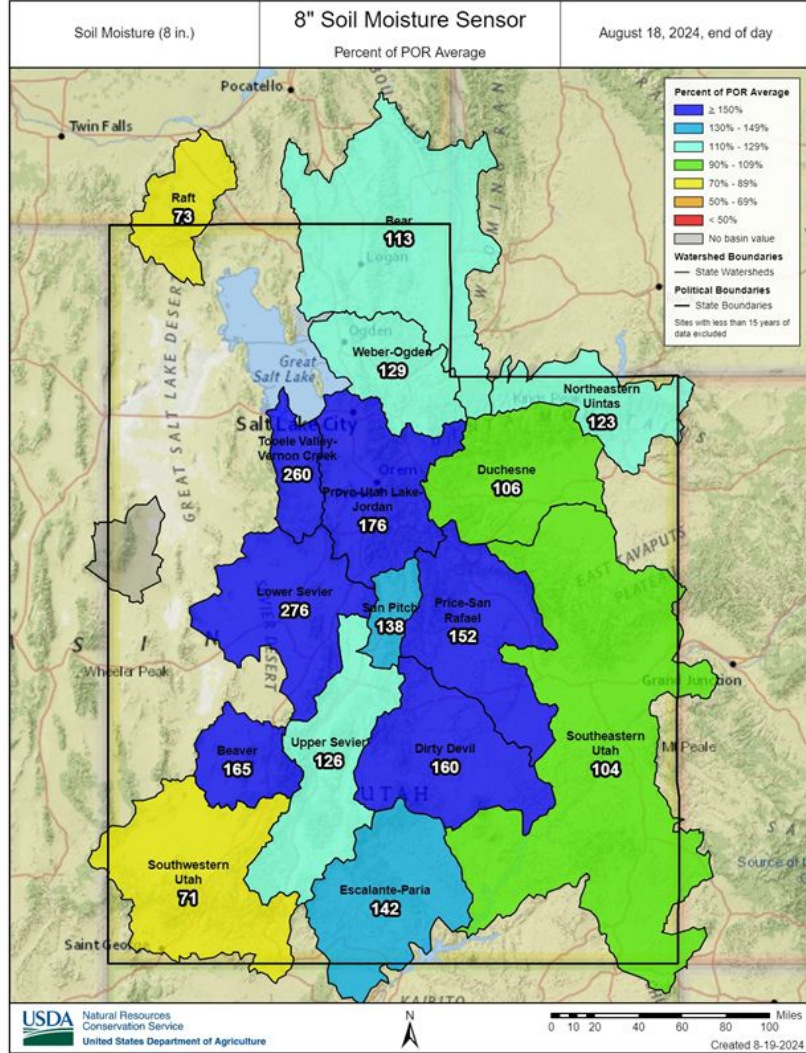 Soil Moisture (8 in.)
8" Soil Moisture Sensor
Percent of POR Average
August 18, 2024, end of day
Percent of POR Average
≥ 150%
130% - 149%
110% - 129%
90% - 109%
70% - 89%
50% - 69%
< 50%
No basin value
Watershed Boundaries
State Watersheds
Political Boundaries
State Boundaries
Sites with less than 15 years of
data excluded
Pocatello
Twin Falls
Raft
73
Bear
113
Logan
Ogden
Weber-Ogden
129
Great
Salt Lake
GREAT SALT LAKE DESERT
Northeastern
Uintas
123
Salt Lake City
Tooele Valley-
Vernon Creek
260
Orem
Provo-Utah Lake-
Jordan
176
Duchesne
106
EAST TAVAPUTS
PLATEAU
Lower Sevier
276
San Pitch
138
Price-San
Rafael
152
SEVIER DESERT
Wheeler Peak
Grand Junction
Beaver
165
Upper Sevier
126
Dirty Devil
160
Southeastern
Utah
104
Mt Peale
UTAH
Southwestern
Utah
71
Escalante-Paria
142
Saint George
KAIBITO
USDA
Natural Resources
Conservation Service
United States Department of Agriculture
N
Miles
0 10 20 40 60 80 100
Created 8-19-2024